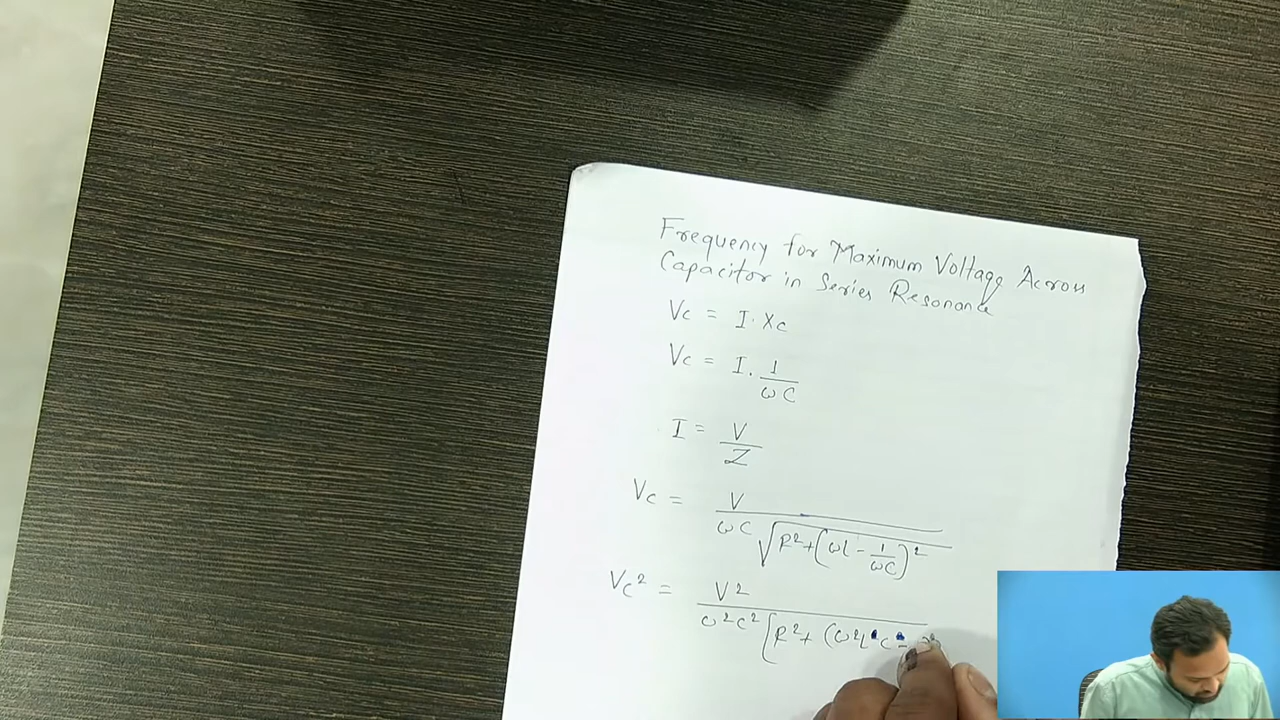 Frequency for Maximum Voltage Across
Capacitor in Series Resonance
Vc = I. Xc
Vc = I. 1/ωC
I = V/Z
Vc = V/ωC√R²+(ωL-1/ωC)²
Vc² = V²/ω²C²[R²+(ω²LC-